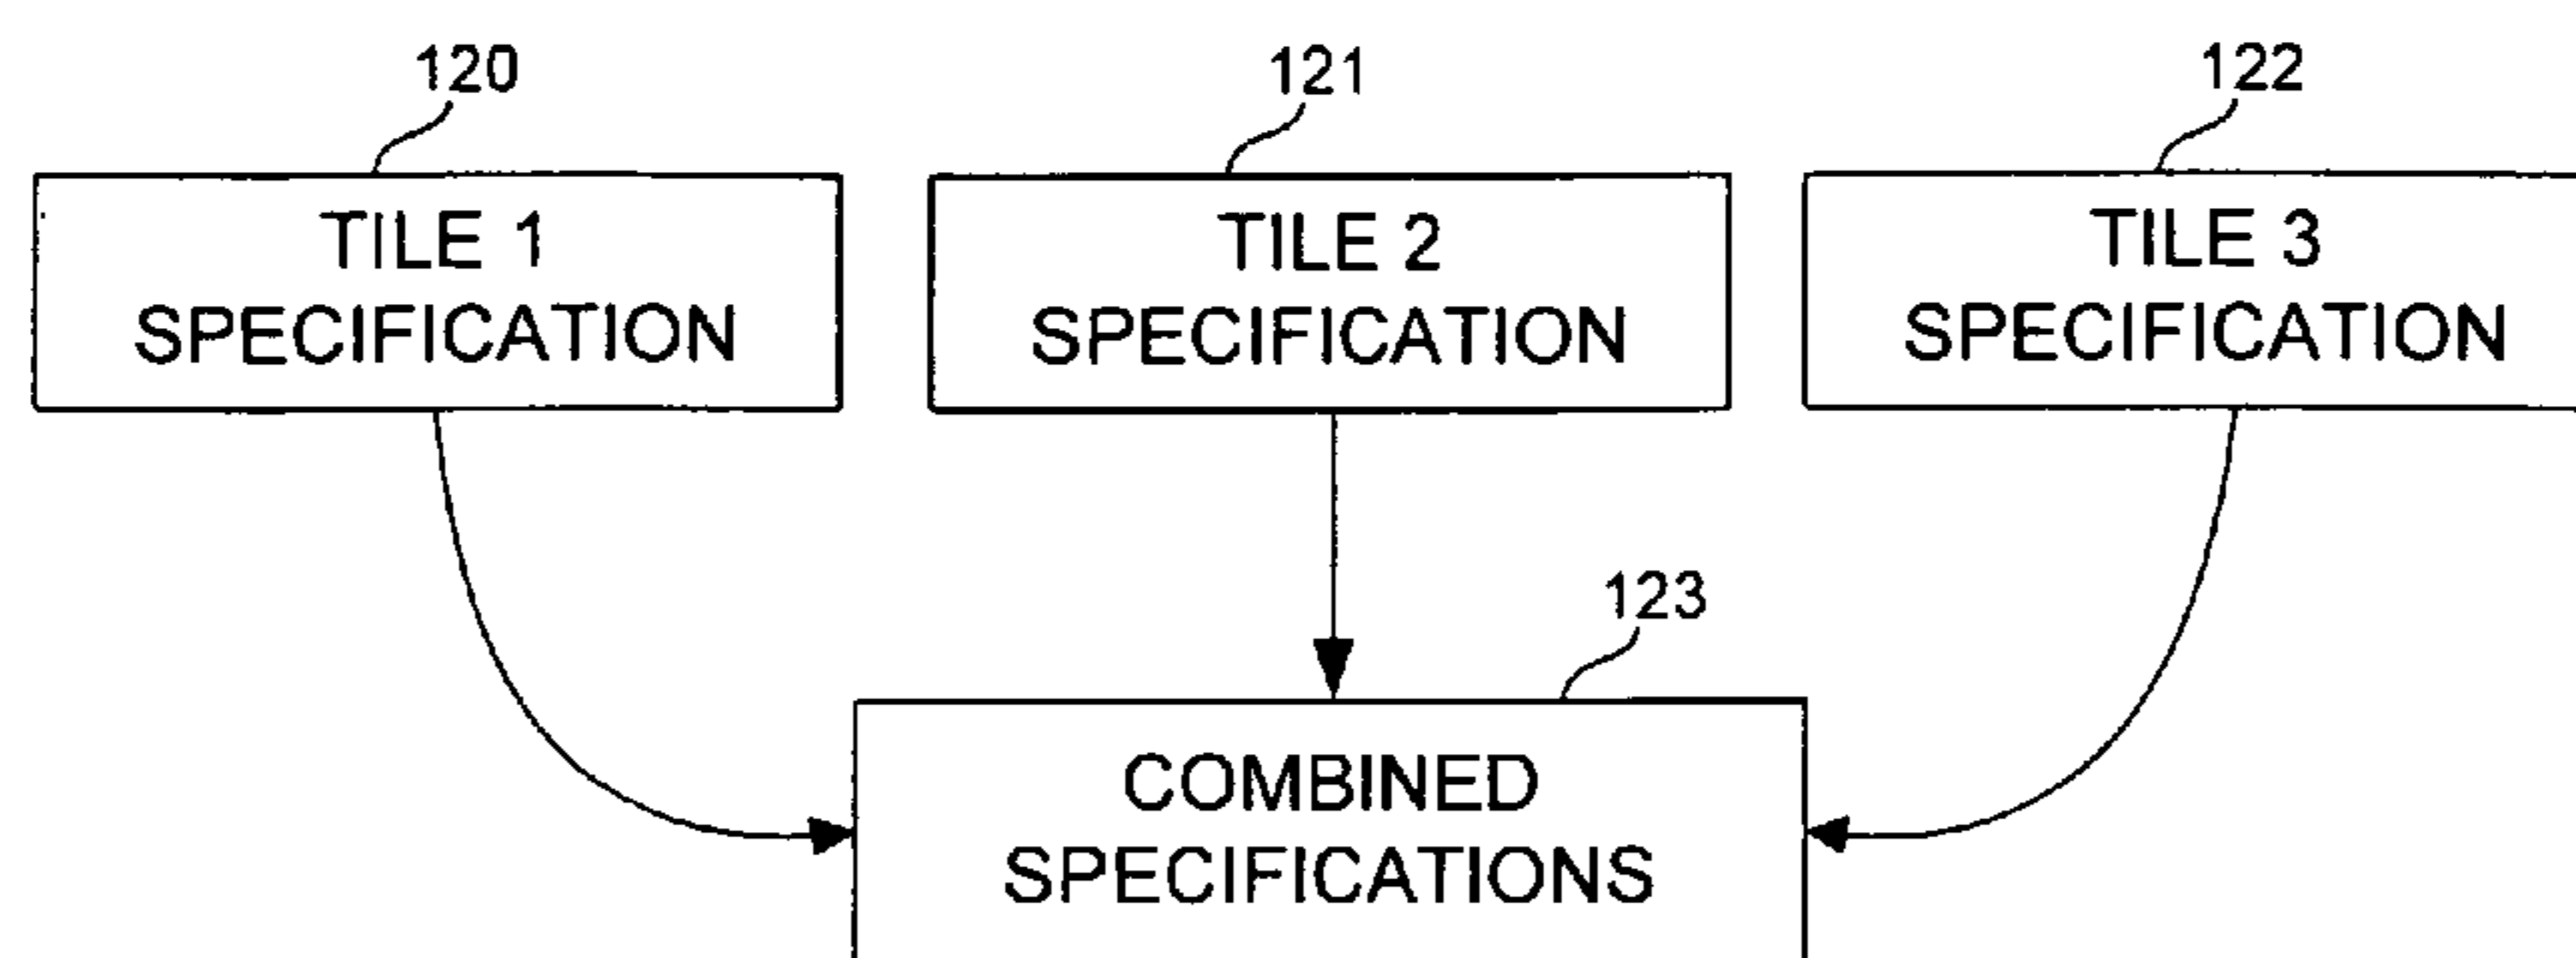 120
121
122
TILE 1
SPECIFICATION
TILE 2
SPECIFICATION
TILE 3
SPECIFICATION
123
COMBINED
SPECIFICATIONS